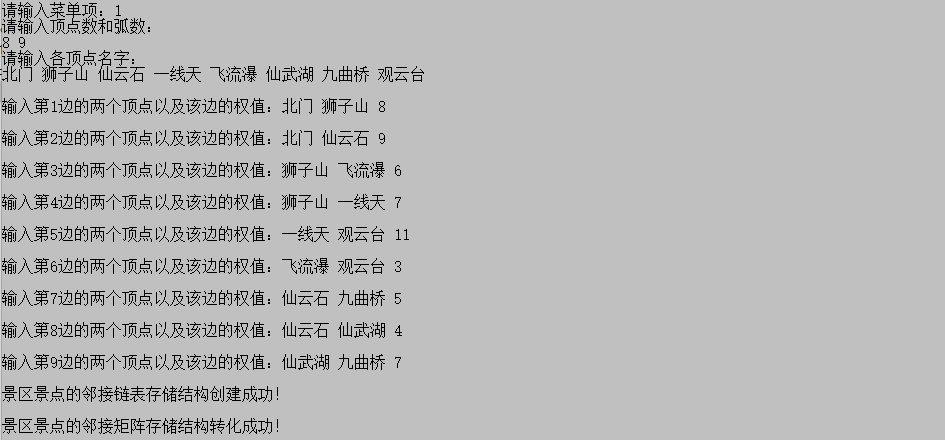 请输入菜单项：1
请输入顶点数和弧数：
8 9
请输入各顶点名字：
北门 狮子山 仙云石 一线天 飞流瀑 仙武湖 九曲桥 观云台
输入第1边的两个顶点以及该边的权值：北门 狮子山 8
输入第2边的两个顶点以及该边的权值：北门 仙云石 9
输入第3边的两个顶点以及该边的权值：狮子山 飞流瀑 6
输入第4边的两个顶点以及该边的权值：狮子山 一线天 7
输入第5边的两个顶点以及该边的权值：一线天 观云台 11
输入第6边的两个顶点以及该边的权值：飞流瀑 观云台 3
输入第7边的两个顶点以及该边的权值：仙云石 九曲桥 5
输入第8边的两个顶点以及该边的权值：仙云石 仙武湖 4
输入第9边的两个顶点以及该边的权值：仙武湖 九曲桥 7
景区景点的邻接链表存储结构创建成功!
景区景点的邻接矩阵存储结构转化成功!